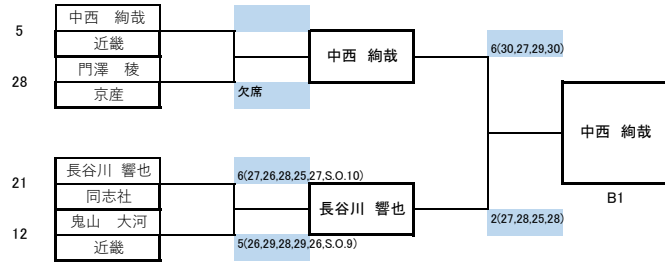 5
中西　絢哉
近畿
28
門澤　稜
京産
欠席
中西　絢哉
6(30,27,29,30)
中西　絢哉
B1
21
長谷川　響也
同志社
6(27,26,28,25,27,S.O.10)
長谷川　響也
12
鬼山　大河
近畿
5(26,29,28,29,26,S.O.9)
2(27,28,25,28)